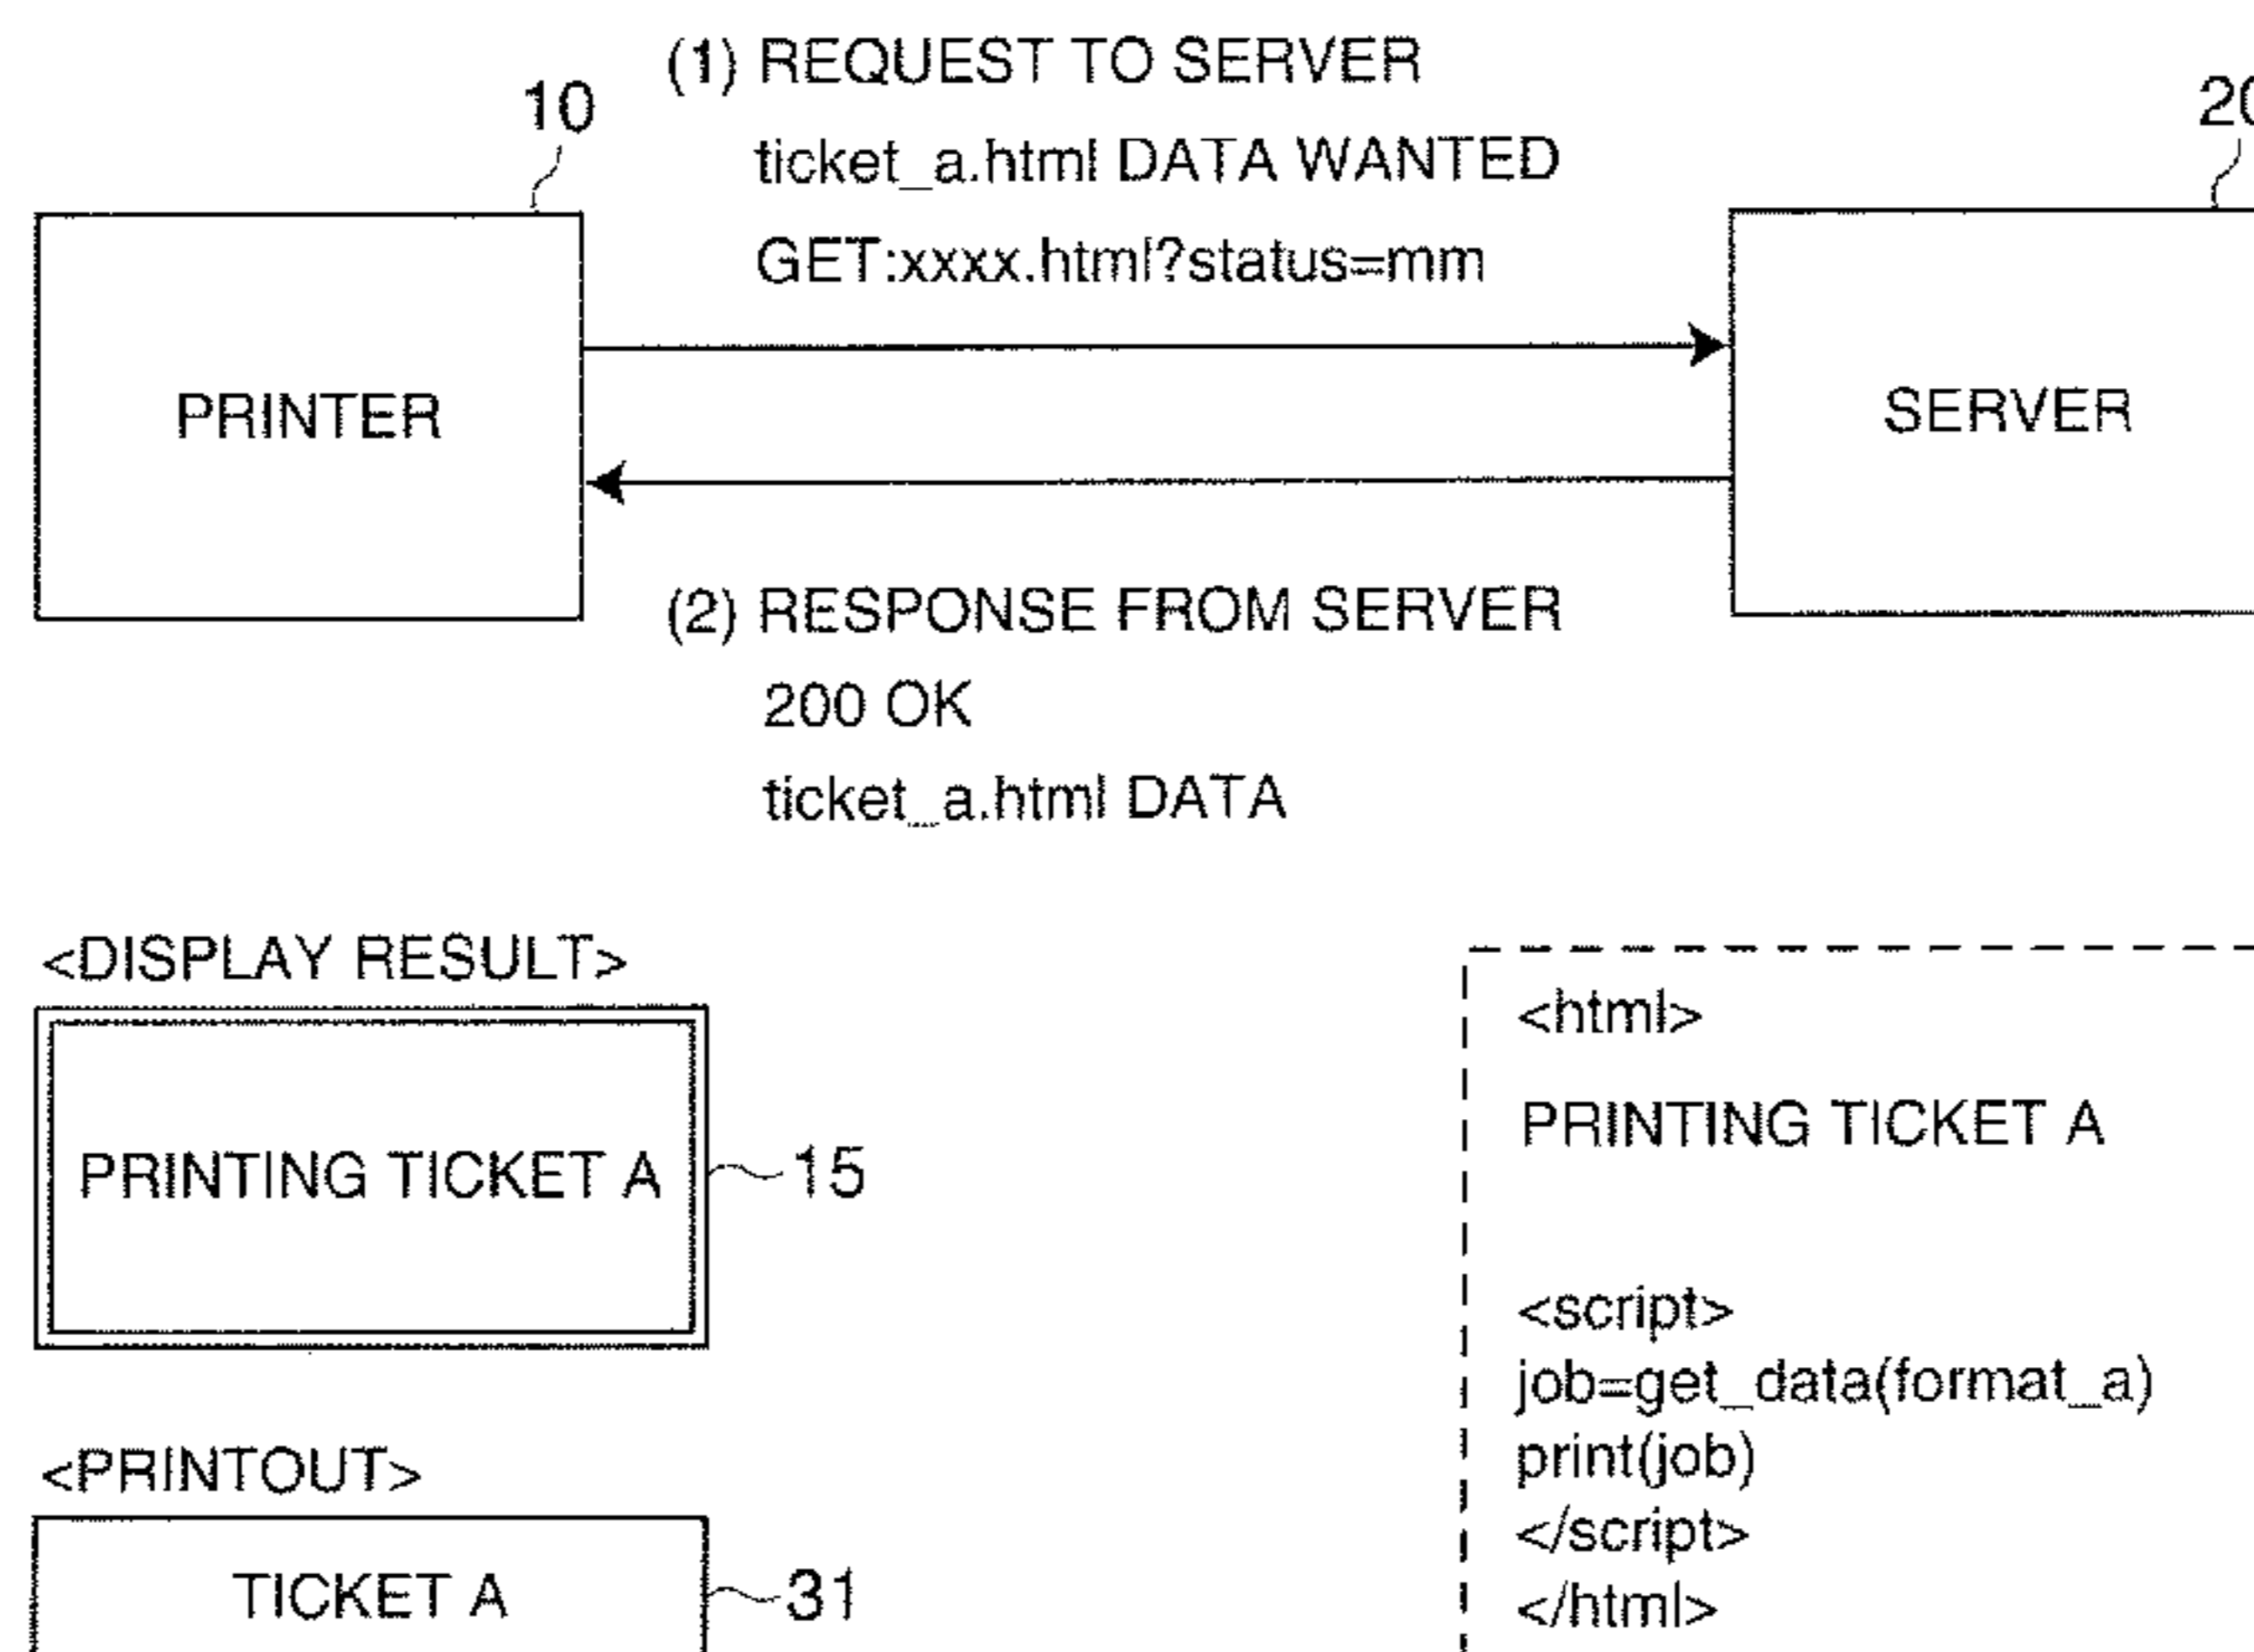 (1) REQUEST TO SERVER
10
ticket_a.html DATA WANTED
GET:xxxx.html?status=mm
PRINTER
SERVER
(2) RESPONSE FROM SERVER
200 OK
ticket_a.html DATA
<DISPLAY RESULT>
PRINTING TICKET A
15
<PRINTOUT>
TICKET A
31
<html>
PRINTING TICKET A
<script>
job=get_data(format_a)
print(job)
</script>
</html>